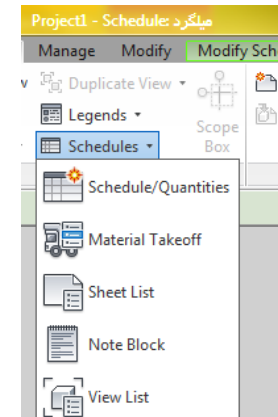 Project1 - Schedule: میلگرد
Manage Modify Modify Sch
Duplicate View
Legends
Scope Box
Schedules
Schedule/Quantities
Material Takeoff
Sheet List
Note Block
View List